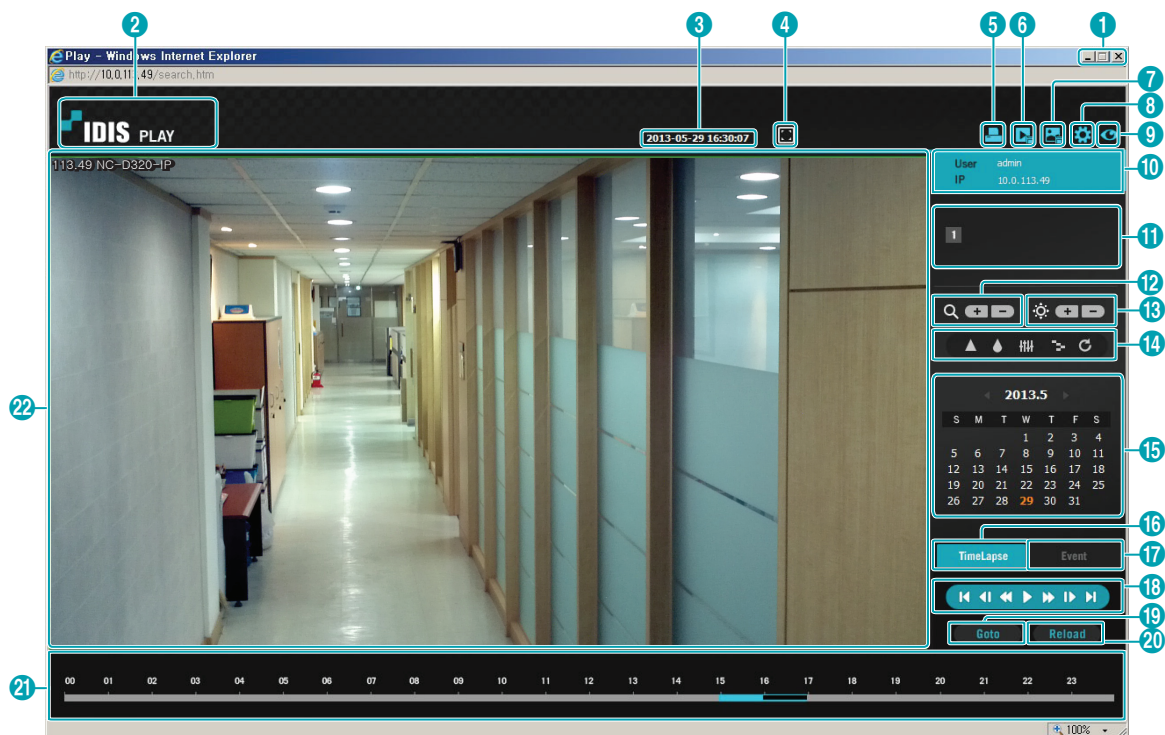 2 3 4 5 6 1
Play - Windows Internet Explorer
http://10.0.113.49/search.htm
7
8
IDIS PLAY
2013-05-29 16:30:07
9
113.49 NC-D320-IP
User admin
IP 10.0.113.49
10
1
11
12
13
14
2013.5
S M T W T F S
1 2 3 4
5 6 7 8 9 10 11
12 13 14 15 16 17 18
19 20 21 22 23 24 25
26 27 28 29 30 31
15
22
16
TimeLapse Event
17
18
19
Goto Reload
20
21
00 01 02 03 04 05 06 07 08 09 10 11 12 13 14 15 16 17 18 19 20 21 22 23
100%